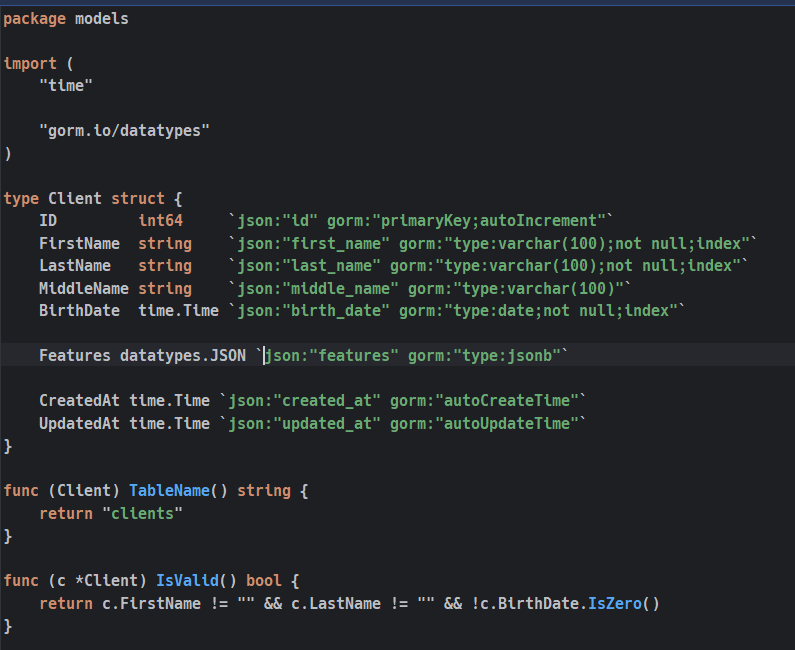 package models
import (
"time"
"gorm.io/datatypes"
)
type Client struct {
ID int64 `json:"id" gorm:"primaryKey;autoIncrement"`
FirstName string `json:"first_name" gorm:"type:varchar(100);not null;index"`
LastName string `json:"last_name" gorm:"type:varchar(100);not null;index"`
MiddleName string `json:"middle_name" gorm:"type:varchar(100)"`
BirthDate time.Time `json:"birth_date" gorm:"type:date;not null;index"`
Features datatypes.JSON `json:"features" gorm:"type:jsonb"`
CreatedAt time.Time `json:"created_at" gorm:"autoCreateTime"`
UpdatedAt time.Time `json:"updated_at" gorm:"autoUpdateTime"`
}
func (Client) TableName() string {
return "clients"
}
func (c *Client) IsValid() bool {
return c.FirstName != "" && c.LastName != "" && !c.BirthDate.IsZero()
}